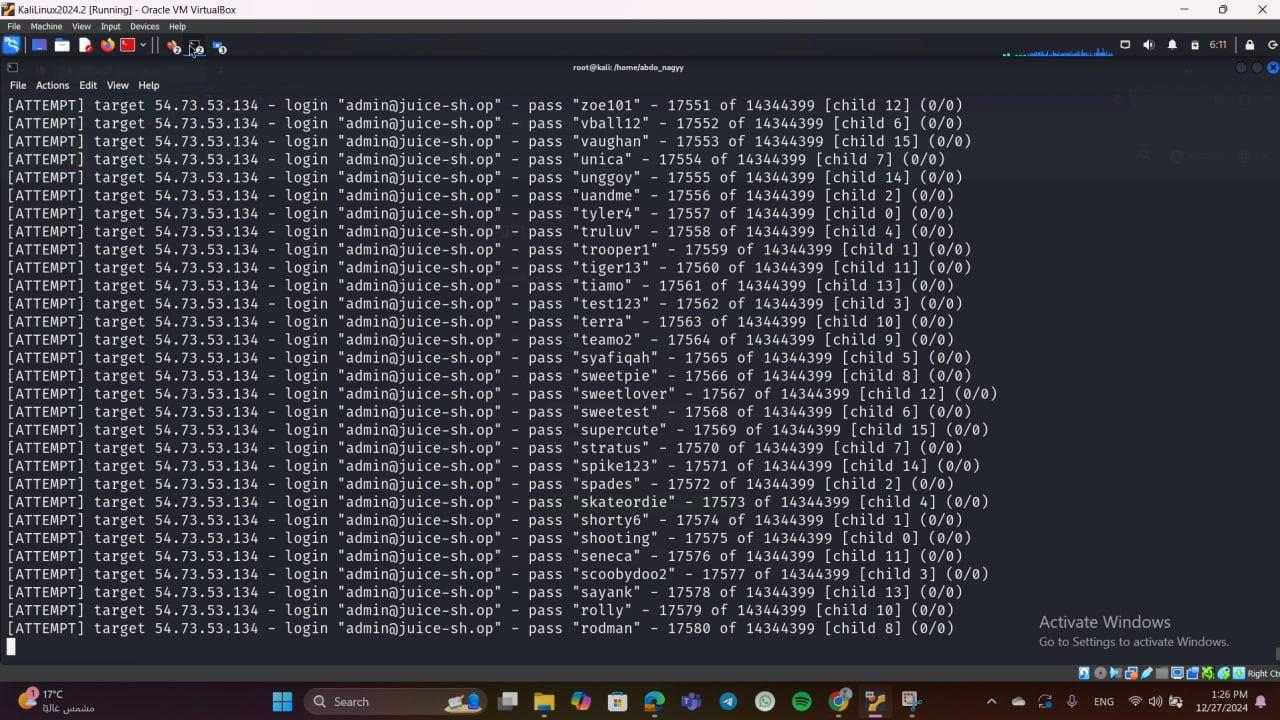 KaliLinux2024.2 [Running] - Oracle VM VirtualBox
File Machine View Input Devices Help
6:11
root@kali: /home/abdo_nagyy
File Actions Edit View Help
[ATTEMPT] target 54.73.53.134 - login "admin@juice-sh.op" - pass "zoe101" - 17551 of 14344399 [child 12] (0/0)
[ATTEMPT] target 54.73.53.134 - login "admin@juice-sh.op" - pass "vball12" - 17552 of 14344399 [child 6] (0/0)
[ATTEMPT] target 54.73.53.134 - login "admin@juice-sh.op" - pass "vaughan" - 17553 of 14344399 [child 15] (0/0)
[ATTEMPT] target 54.73.53.134 - login "admin@juice-sh.op" - pass "unica" - 17554 of 14344399 [child 7] (0/0)
[ATTEMPT] target 54.73.53.134 - login "admin@juice-sh.op" - pass "unggoy" - 17555 of 14344399 [child 14] (0/0)
[ATTEMPT] target 54.73.53.134 - login "admin@juice-sh.op" - pass "uandme" - 17556 of 14344399 [child 2] (0/0)
[ATTEMPT] target 54.73.53.134 - login "admin@juice-sh.op" - pass "tyler4" - 17557 of 14344399 [child 0] (0/0)
[ATTEMPT] target 54.73.53.134 - login "admin@juice-sh.op" - pass "truluv" - 17558 of 14344399 [child 4] (0/0)
[ATTEMPT] target 54.73.53.134 - login "admin@juice-sh.op" - pass "trooper1" - 17559 of 14344399 [child 1] (0/0)
[ATTEMPT] target 54.73.53.134 - login "admin@juice-sh.op" - pass "tiger13" - 17560 of 14344399 [child 11] (0/0)
[ATTEMPT] target 54.73.53.134 - login "admin@juice-sh.op" - pass "tiamo" - 17561 of 14344399 [child 13] (0/0)
[ATTEMPT] target 54.73.53.134 - login "admin@juice-sh.op" - pass "test123" - 17562 of 14344399 [child 3] (0/0)
[ATTEMPT] target 54.73.53.134 - login "admin@juice-sh.op" - pass "terra" - 17563 of 14344399 [child 10] (0/0)
[ATTEMPT] target 54.73.53.134 - login "admin@juice-sh.op" - pass "teamo2" - 17564 of 14344399 [child 9] (0/0)
[ATTEMPT] target 54.73.53.134 - login "admin@juice-sh.op" - pass "syafiqah" - 17565 of 14344399 [child 5] (0/0)
[ATTEMPT] target 54.73.53.134 - login "admin@juice-sh.op" - pass "sweetpie" - 17566 of 14344399 [child 8] (0/0)
[ATTEMPT] target 54.73.53.134 - login "admin@juice-sh.op" - pass "sweetlover" - 17567 of 14344399 [child 12] (0/0)
[ATTEMPT] target 54.73.53.134 - login "admin@juice-sh.op" - pass "sweetest" - 17568 of 14344399 [child 6] (0/0)
[ATTEMPT] target 54.73.53.134 - login "admin@juice-sh.op" - pass "supercute" - 17569 of 14344399 [child 15] (0/0)
[ATTEMPT] target 54.73.53.134 - login "admin@juice-sh.op" - pass "stratus" - 17570 of 14344399 [child 7] (0/0)
[ATTEMPT] target 54.73.53.134 - login "admin@juice-sh.op" - pass "spike123" - 17571 of 14344399 [child 14] (0/0)
[ATTEMPT] target 54.73.53.134 - login "admin@juice-sh.op" - pass "spades" - 17572 of 14344399 [child 2] (0/0)
[ATTEMPT] target 54.73.53.134 - login "admin@juice-sh.op" - pass "skateordie" - 17573 of 14344399 [child 4] (0/0)
[ATTEMPT] target 54.73.53.134 - login "admin@juice-sh.op" - pass "shorty6" - 17574 of 14344399 [child 1] (0/0)
[ATTEMPT] target 54.73.53.134 - login "admin@juice-sh.op" - pass "shooting" - 17575 of 14344399 [child 0] (0/0)
[ATTEMPT] target 54.73.53.134 - login "admin@juice-sh.op" - pass "seneca" - 17576 of 14344399 [child 11] (0/0)
[ATTEMPT] target 54.73.53.134 - login "admin@juice-sh.op" - pass "scoobydoo2" - 17577 of 14344399 [child 3] (0/0)
[ATTEMPT] target 54.73.53.134 - login "admin@juice-sh.op" - pass "sayank" - 17578 of 14344399 [child 13] (0/0)
[ATTEMPT] target 54.73.53.134 - login "admin@juice-sh.op" - pass "rolly" - 17579 of 14344399 [child 10] (0/0)
[ATTEMPT] target 54.73.53.134 - login "admin@juice-sh.op" - pass "rodman" - 17580 of 14344399 [child 8] (0/0)
Activate Windows
Go to Settings to activate Windows.
Right Ctrl
17°C
مشمس غالبًا
Search
ENG
1:26 PM
12/27/2024